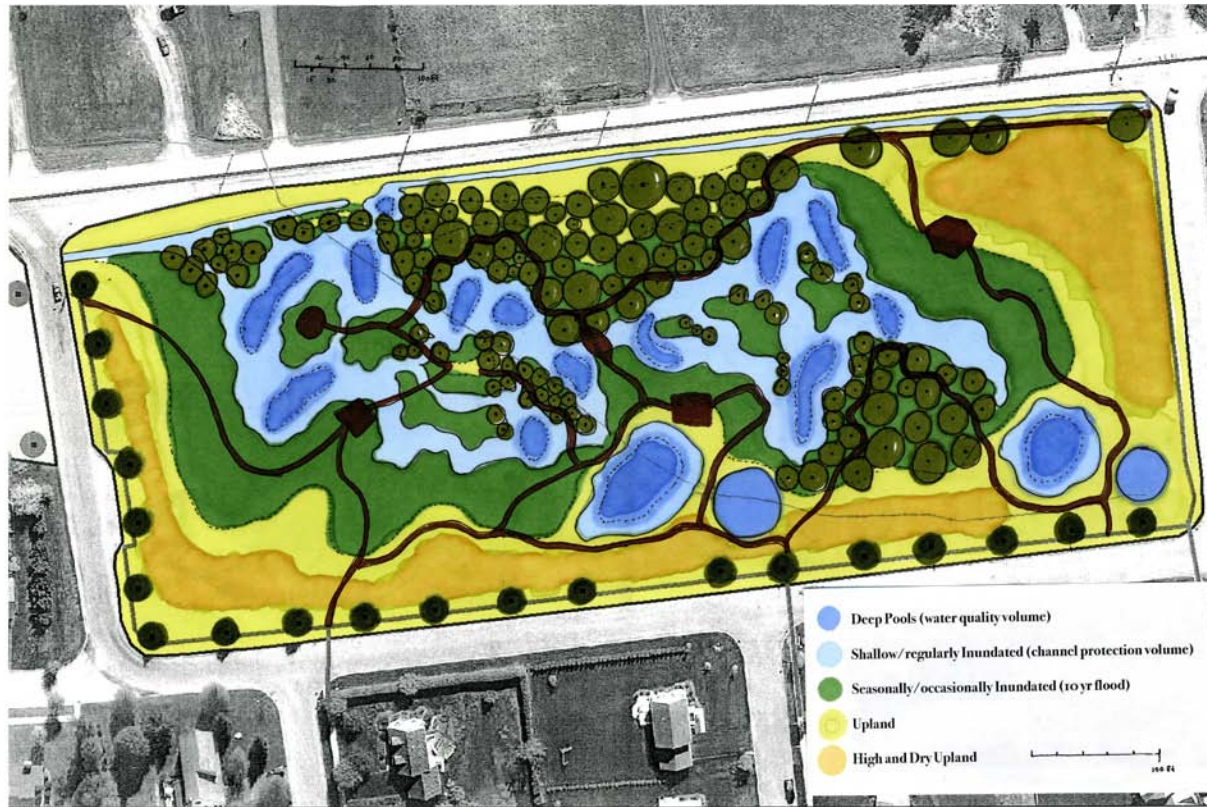 Deep Pools (water quality volume)
Shallow/regularly Inundated (channel protection volume)
Seasonally/occasionally Inundated (10 yr flood)
Upland
High and Dry Upland